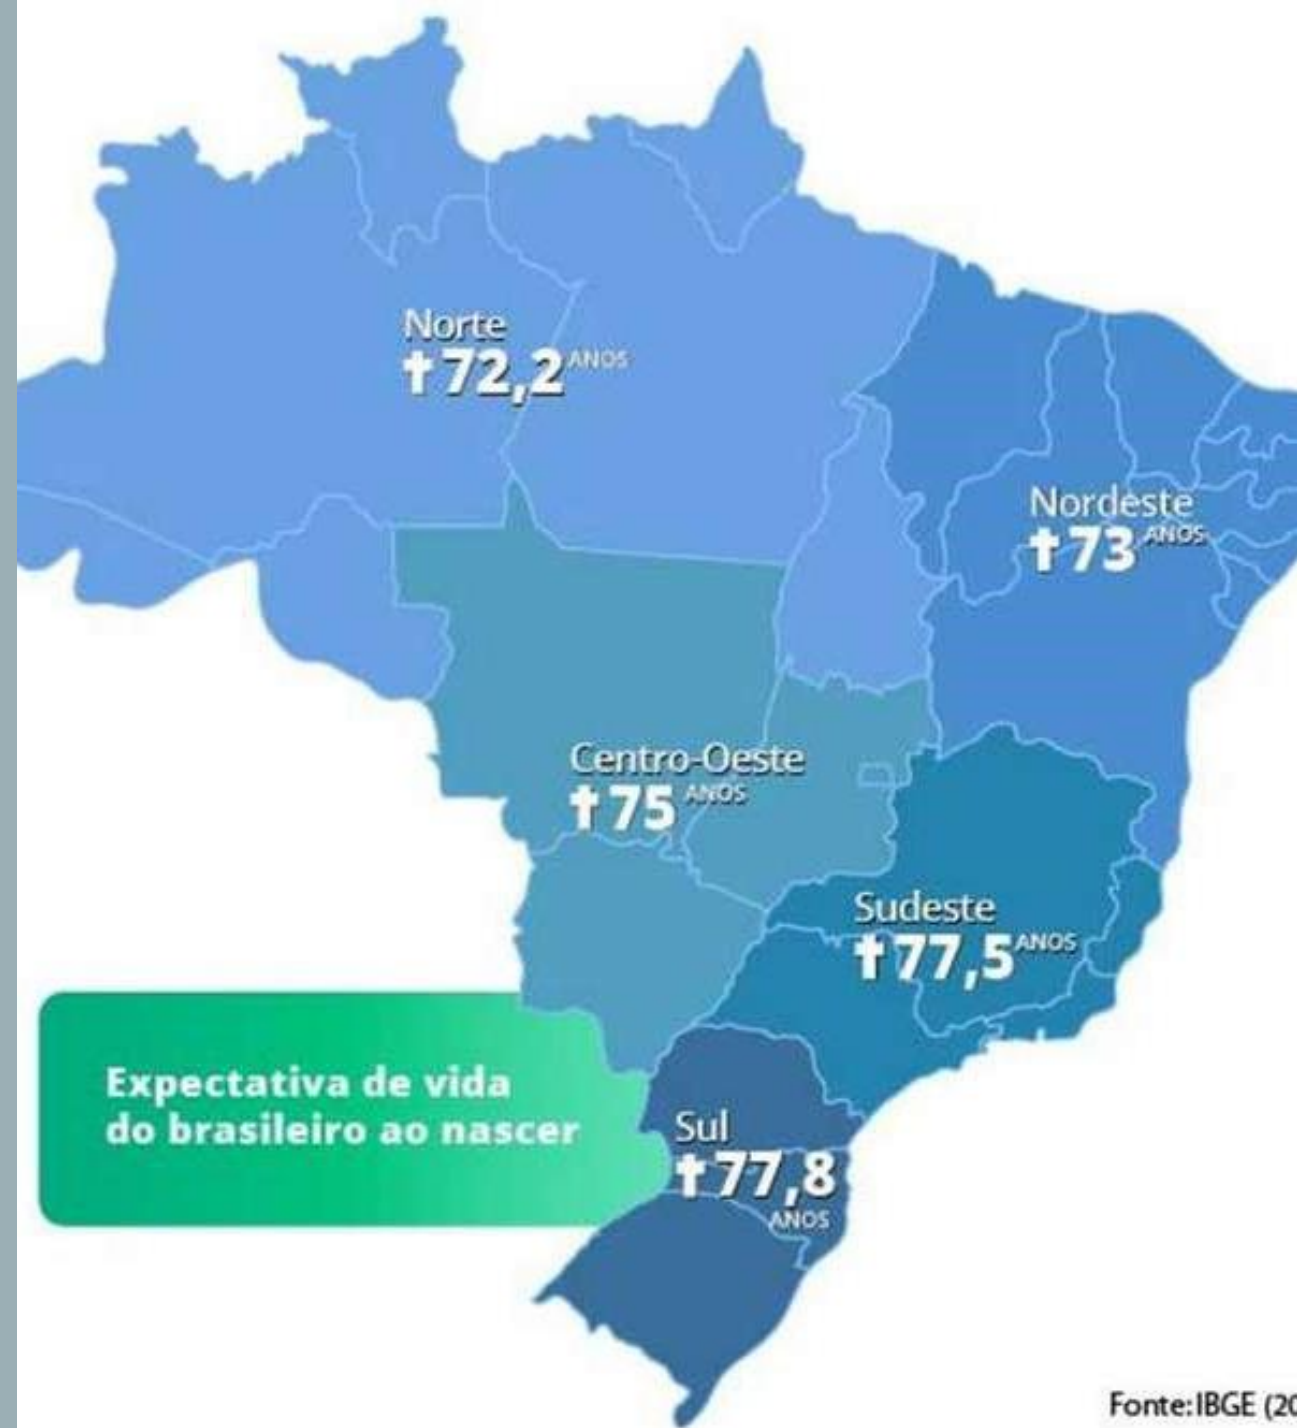 Norte
✝72,2 ANOS
Nordeste
✝73 ANOS
Centro-Oeste
✝75 ANOS
Sudeste
✝77,5 ANOS
Expectativa de vida
do brasileiro ao nascer
Sul
✝77,8
ANOS
Fonte:IBGE (20